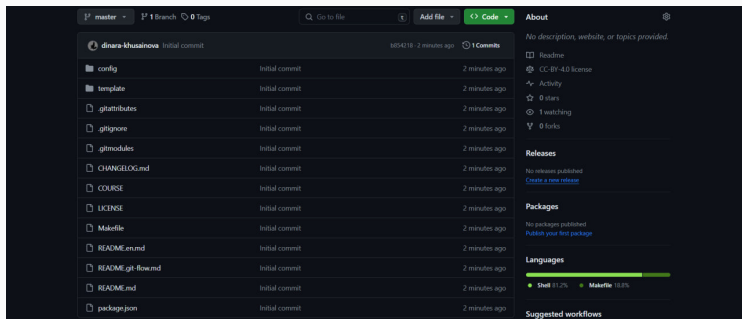 master
1 Branch
0 Tags
Go to file
t
Add file
Code
dinara-khusainova Initial commit
2 minutes ago
1 Commits
config Initial commit 2 minutes ago
template Initial commit 2 minutes ago
.gitattributes Initial commit 2 minutes ago
.gitignore Initial commit 2 minutes ago
.gitmodules Initial commit 2 minutes ago
CHANGELOG.md Initial commit 2 minutes ago
COURSE Initial commit 2 minutes ago
LICENSE Initial commit 2 minutes ago
Makefile Initial commit 2 minutes ago
README.en.md Initial commit 2 minutes ago
README.git-flow.md Initial commit 2 minutes ago
README.md Initial commit 2 minutes ago
package.json Initial commit 2 minutes ago
About
No description, website, or topics provided.
Readme
CC-BY-4.0 license
Activity
0 stars
1 watching
0 forks
Releases
No releases published
Create a new release
Packages
No packages published
Publish your first package
Languages
Shell 81.2% Makefile 18.8%
Suggested workflows